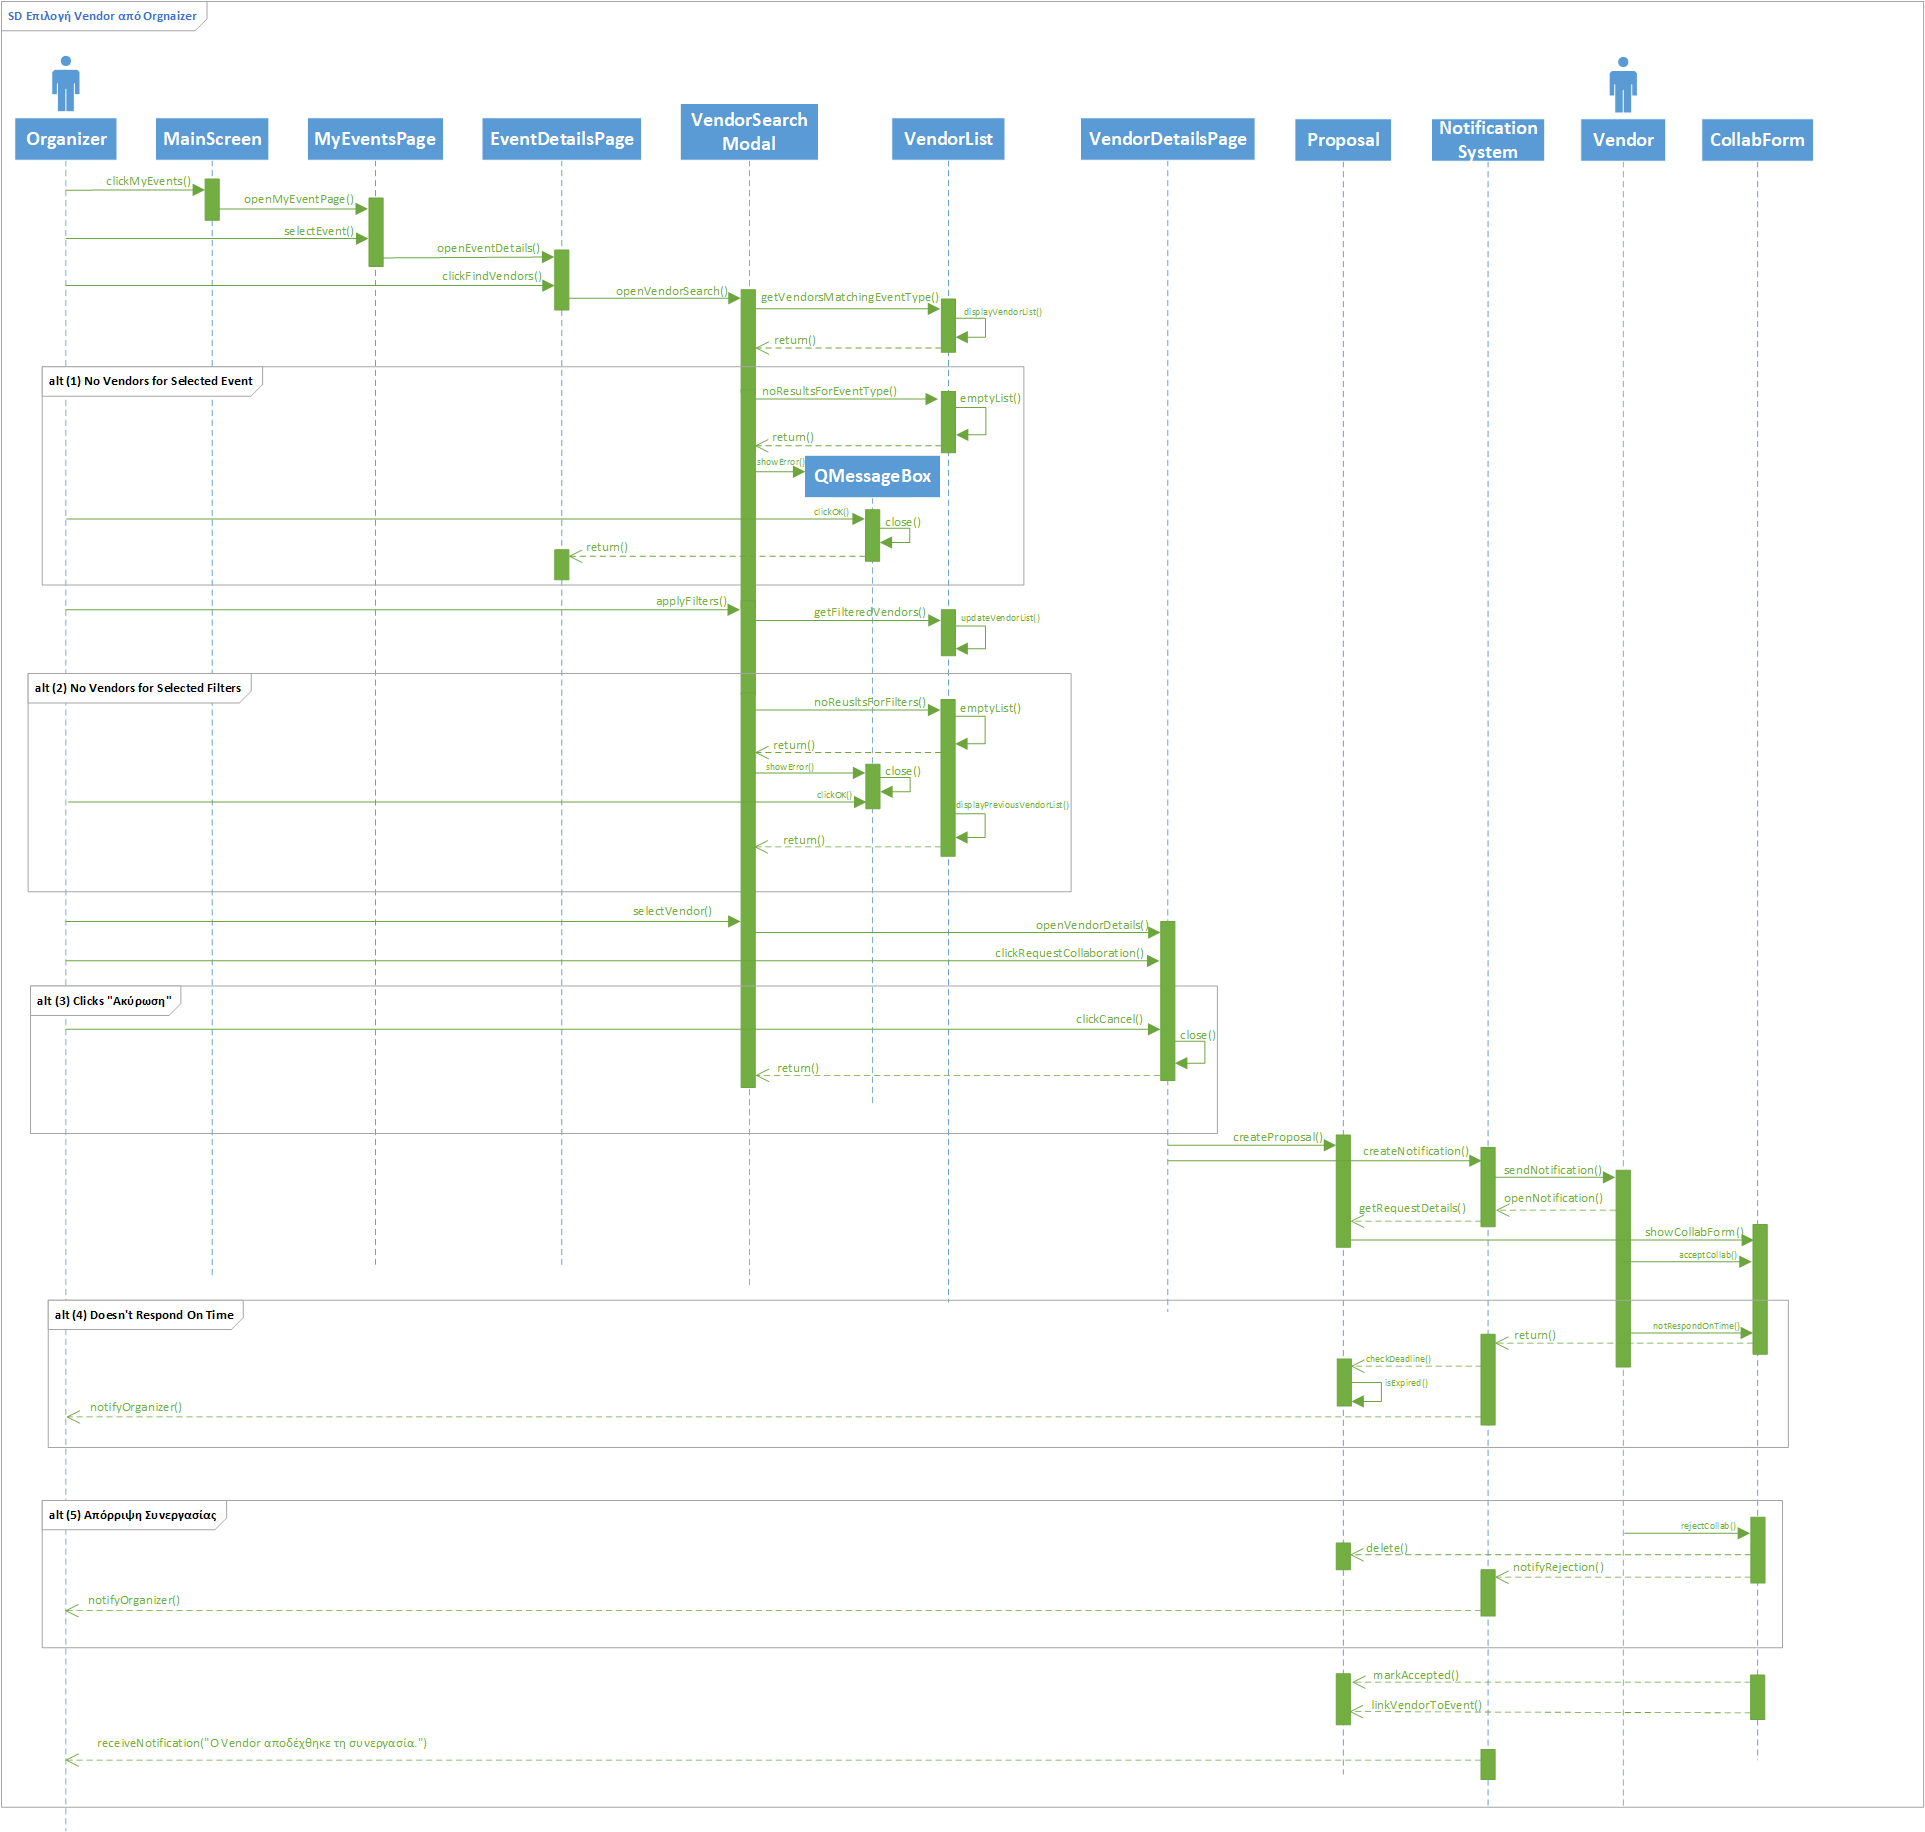 SD Επιλογή Vendor από Orgnaizer
Organizer
MainScreen
MyEventsPage
EventDetailsPage
VendorSearch
Modal
VendorList
VendorDetailsPage
Proposal
Notification
System
Vendor
CollabForm
clickMyEvents()
openMyEventPage()
selectEvent()
openEventDetails()
clickFindVendors()
openVendorSearch()
getVendorsMatchingEventType()
displayVendorList()
return()
alt (1) No Vendors for Selected Event
noResultsForEventType()
emptyList()
return()
showError()
QMessageBox
clickOK()
close()
return()
applyFilters()
getFilteredVendors()
updateVendorList()
alt (2) No Vendors for Selected Filters
noReusltsForFilters()
emptyList()
return()
showError()
close()
clickOK()
displayPreviousVendorList()
return()
selectVendor()
openVendorDetails()
clickRequestCollaboration()
alt (3) Clicks "Ακύρωση"
clickCancel()
close()
return()
createProposal()
createNotification()
sendNotification()
openNotification()
getRequestDetails()
showCollabForm()
acceptCollab()
alt (4) Doesn't Respond On Time
notRespondOnTime()
return()
checkDeadline()
isExpired()
notifyOrganizer()
alt (5) Απόρριψη Συνεργασίας
rejectCollab()
delete()
notifyRejection()
notifyOrganizer()
markAccepted()
linkVendorToEvent()
receiveNotification("Ο Vendor αποδέχθηκε τη συνεργασία.")